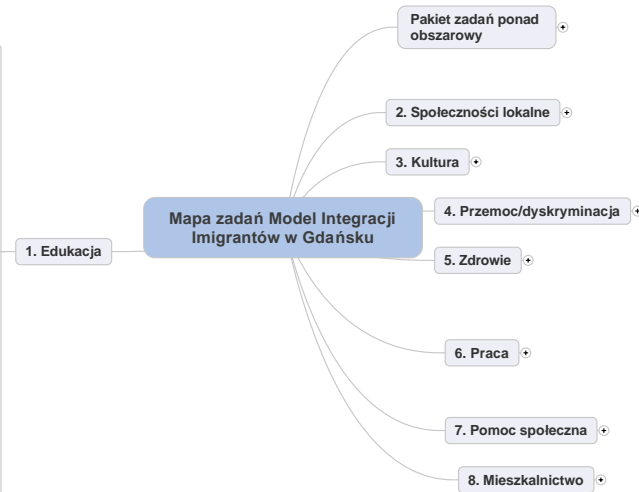 Pakiet zadań ponad
obszarowy
2. Społeczności lokalne
3. Kultura
Mapa zadań Model Integracji
Imigrantów w Gdańsku
4. Przemoc/dyskryminacja
1. Edukacja
5. Zdrowie
6. Praca
7. Pomoc społeczna
8. Mieszkalnictwo